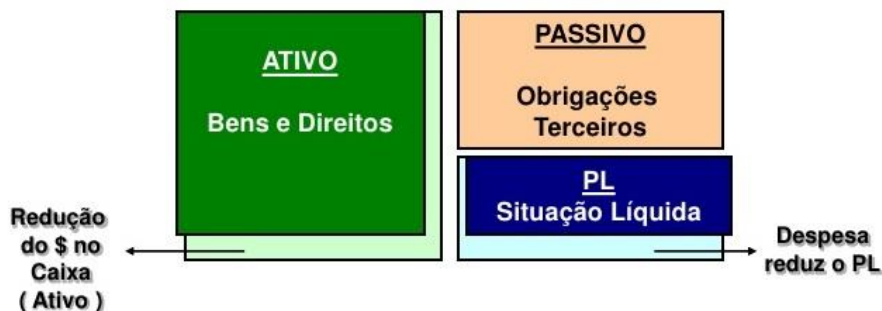 ATIVO
Bens e Direitos
PASSIVO
Obrigações
Terceiros
PL
Situação Líquida
Redução
do $ no
Caixa
( Ativo )
Despesa
reduz o PL